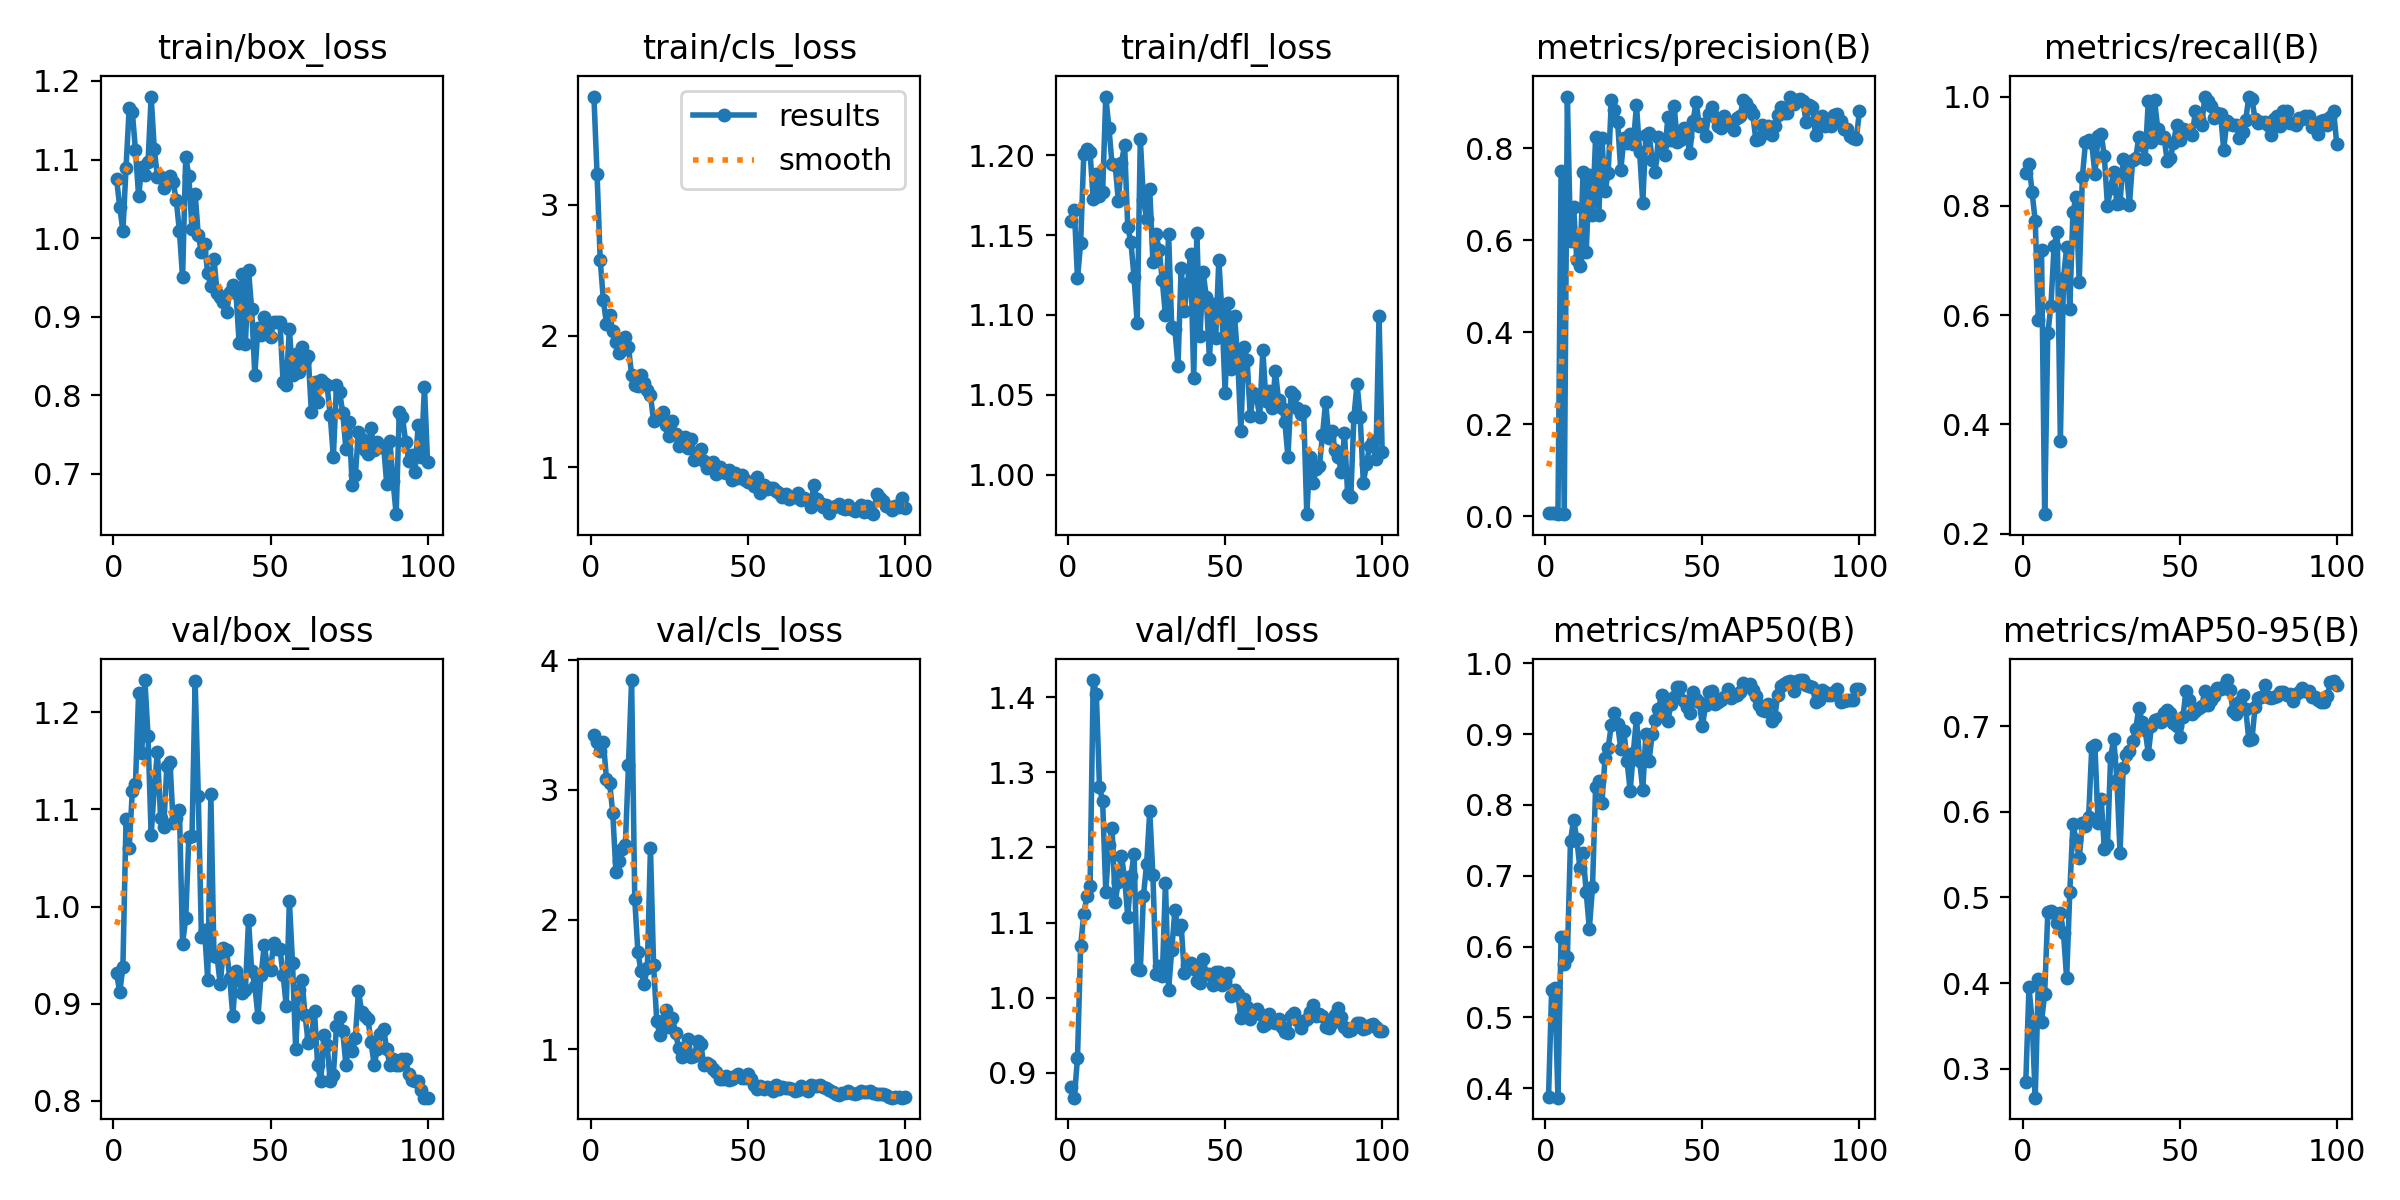 train/box_loss
1.2
1.1
1.0
0.9
0.8
0.7
0 50 100
train/cls_loss
results
smooth
3
2
1
0 50 100
train/dfl_loss
1.20
1.15
1.10
1.05
1.00
0 50 100
metrics/precision(B)
0.8
0.6
0.4
0.2
0.0
0 50 100
metrics/recall(B)
1.0
0.8
0.6
0.4
0.2
0 50 100
val/box_loss
1.2
1.1
1.0
0.9
0.8
0 50 100
val/cls_loss
4
3
2
1
0 50 100
val/dfl_loss
1.4
1.3
1.2
1.1
1.0
0.9
0 50 100
metrics/mAP50(B)
1.0
0.9
0.8
0.7
0.6
0.5
0.4
0 50 100
metrics/mAP50-95(B)
0.7
0.6
0.5
0.4
0.3
0 50 100